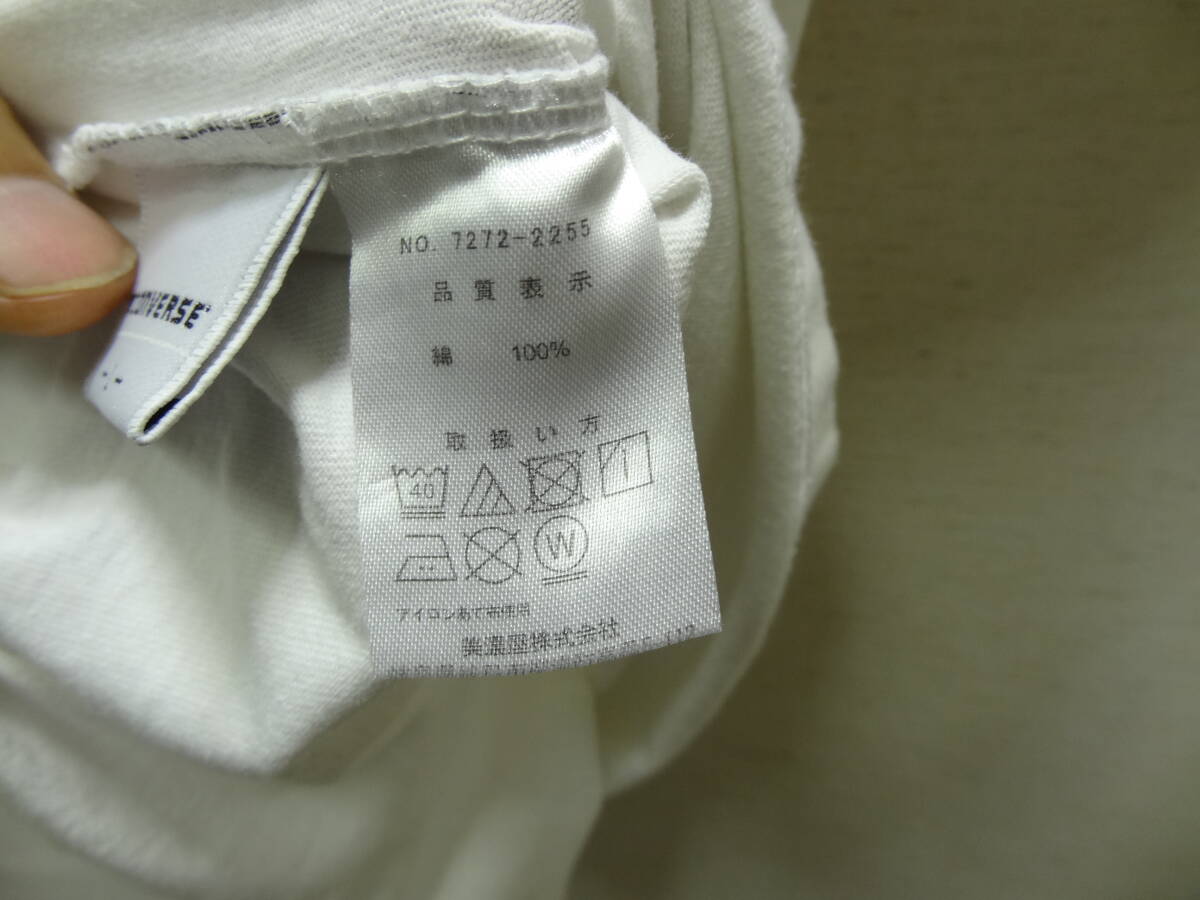 CONVERSE
NO. 7272-2255
品質表示
綿 100%
取扱い方
40
W
アイロンあて布使用
美濃屋株式会社